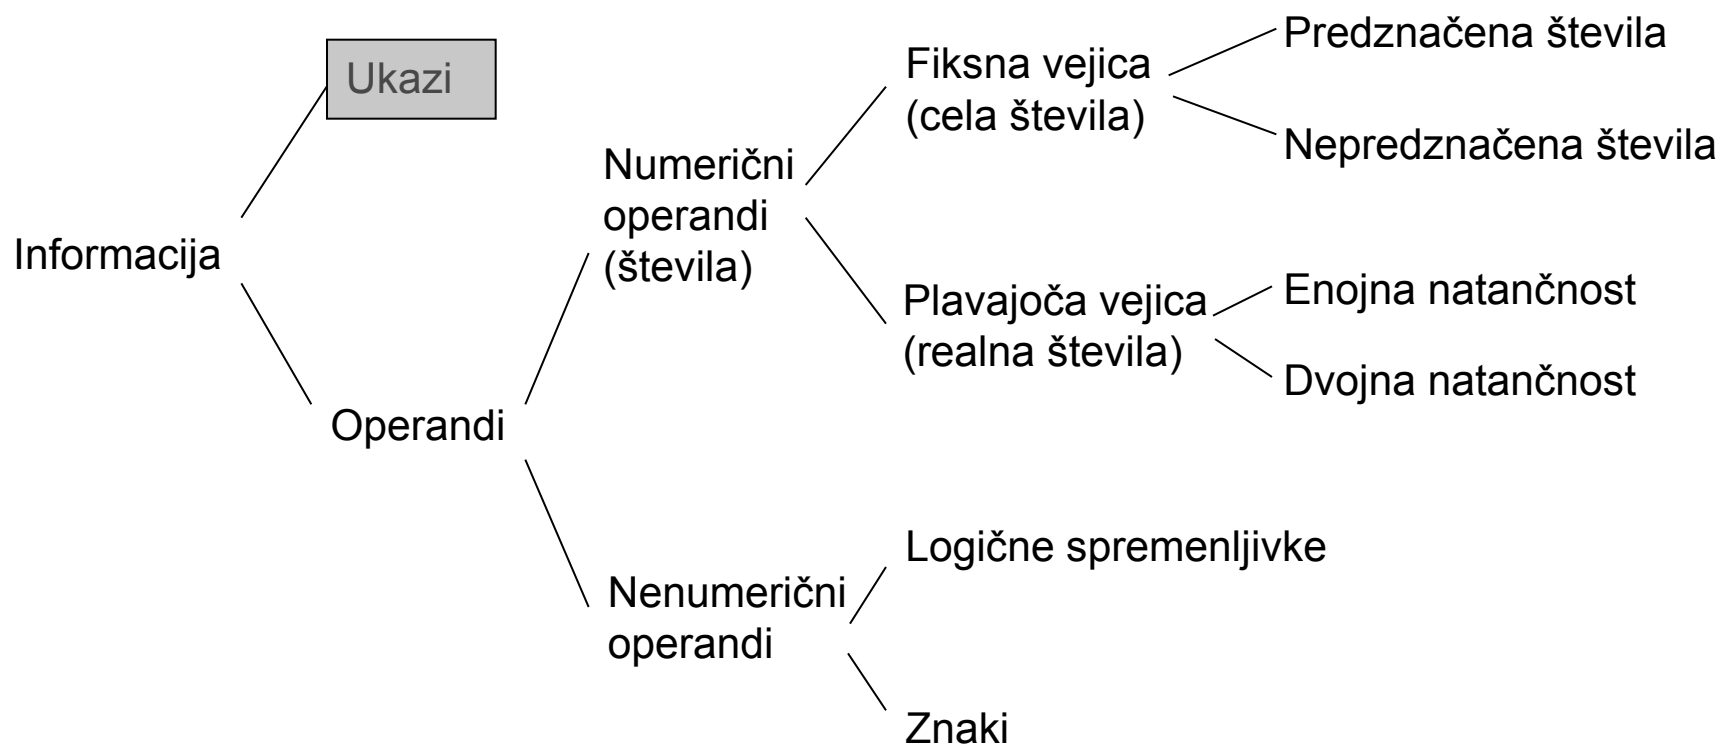 Informacija
Ukazi
Operandi
Numerični
operandi
(števila)
Nenumerični
operandi
Fiksna vejica
(cela števila)
Plavajoča vejica
(realna števila)
Logične spremenljivke
Znaki
Predznačena števila
Nepredznačena števila
Enojna natančnost
Dvojna natančnost